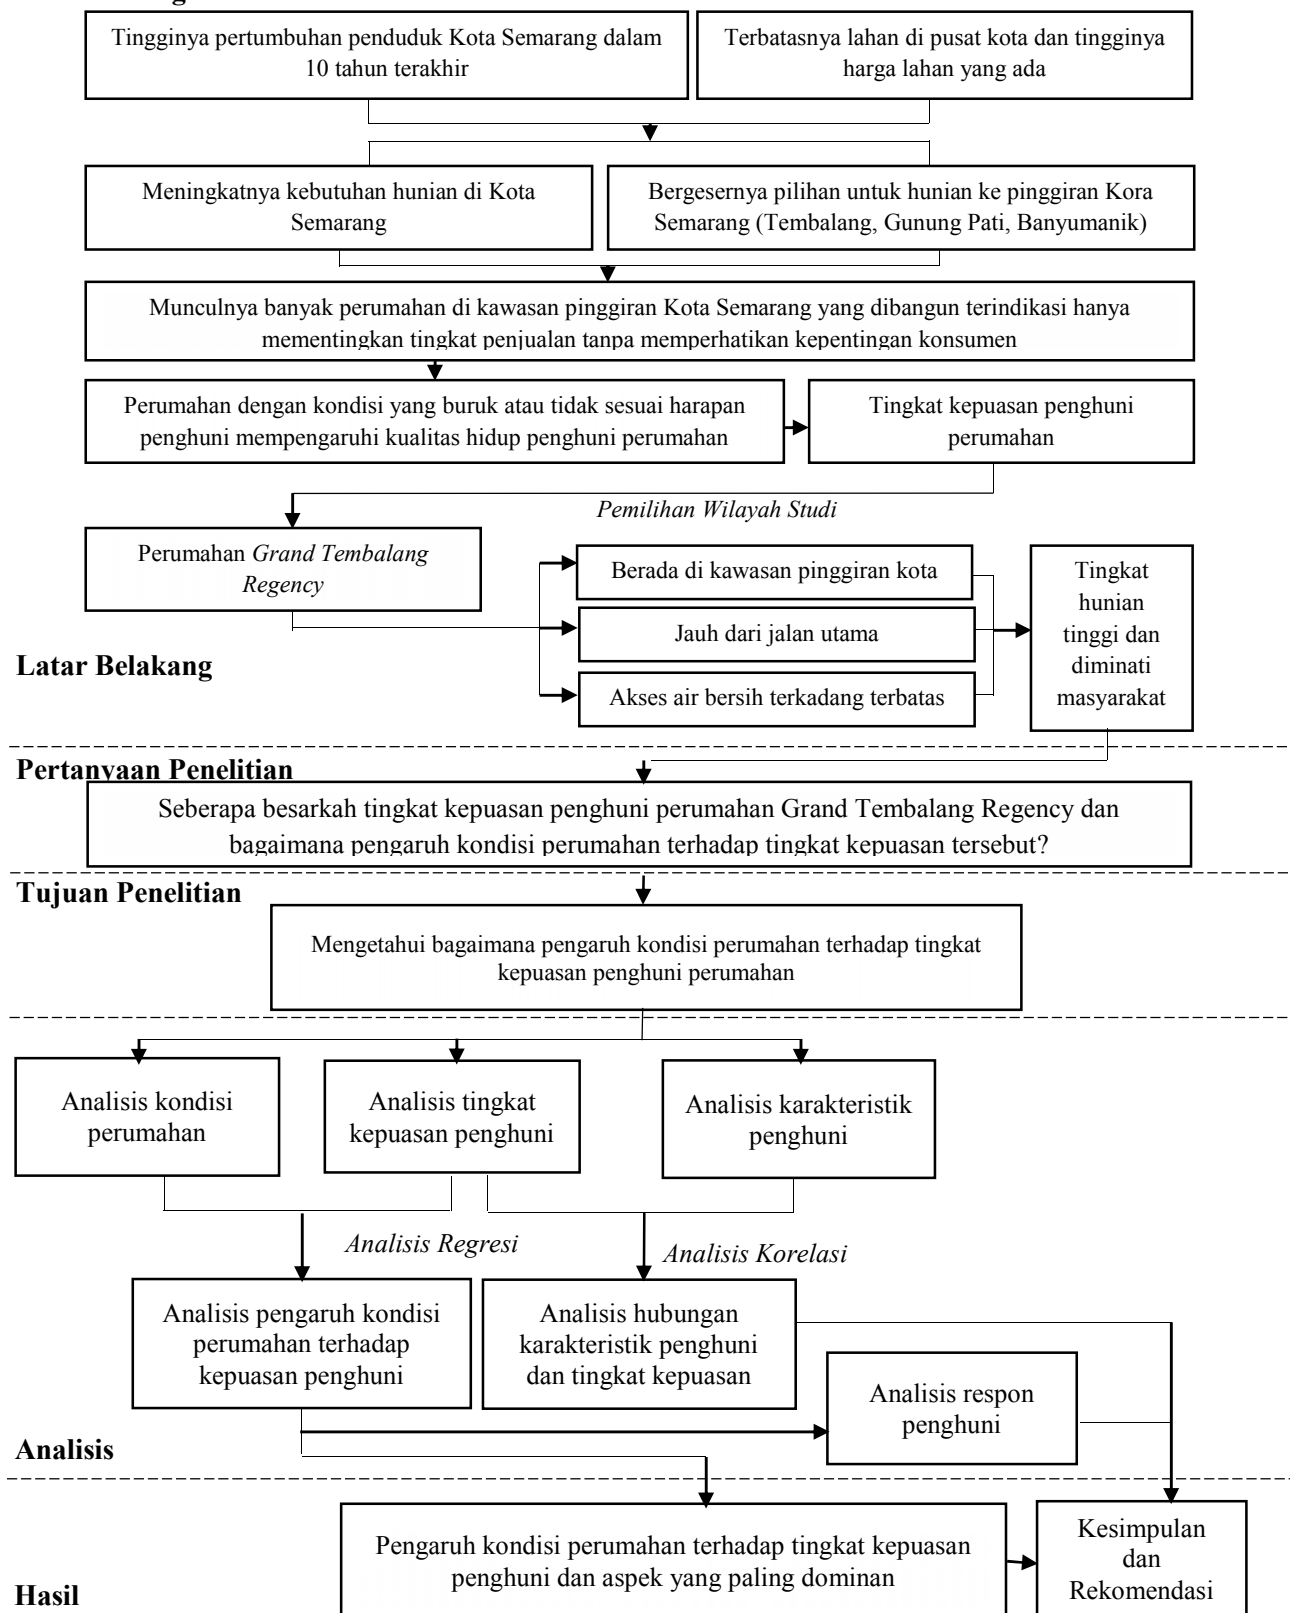 Tingginya pertumbuhan penduduk Kota Semarang dalam
10 tahun terakhir
Terbatasnya lahan di pusat kota dan tingginya
harga lahan yang ada
Meningkatnya kebutuhan hunian di Kota
Semarang
Bergesernya pilihan untuk hunian ke pinggiran Kora
Semarang (Tembalang, Gunung Pati, Banyumanik)
Munculnya banyak perumahan di kawasan pinggiran Kota Semarang yang dibangun terindikasi hanya
mementingkan tingkat penjualan tanpa memperhatikan kepentingan konsumen
Perumahan dengan kondisi yang buruk atau tidak sesuai harapan
penghuni mempengaruhi kualitas hidup penghuni perumahan
Tingkat kepuasan penghuni
perumahan
Pemilihan Wilayah Studi
Perumahan Grand Tembalang
Regency
Berada di kawasan pinggiran kota
Jauh dari jalan utama
Akses air bersih terkadang terbatas
Tingkat
hunian
tinggi dan
diminati
masyarakat
Latar Belakang
Pertanyaan Penelitian
Seberapa besarkah tingkat kepuasan penghuni perumahan Grand Tembalang Regency dan
bagaimana pengaruh kondisi perumahan terhadap tingkat kepuasan tersebut?
Tujuan Penelitian
Mengetahui bagaimana pengaruh kondisi perumahan terhadap tingkat
kepuasan penghuni perumahan
Analisis kondisi
perumahan
Analisis tingkat
kepuasan penghuni
Analisis karakteristik
penghuni
Analisis Regresi
Analisis Korelasi
Analisis pengaruh kondisi
perumahan terhadap
kepuasan penghuni
Analisis hubungan
karakteristik penghuni
dan tingkat kepuasan
Analisis respon
penghuni
Analisis
Pengaruh kondisi perumahan terhadap tingkat kepuasan
penghuni dan aspek yang paling dominan
Kesimpulan
dan
Rekomendasi
Hasil